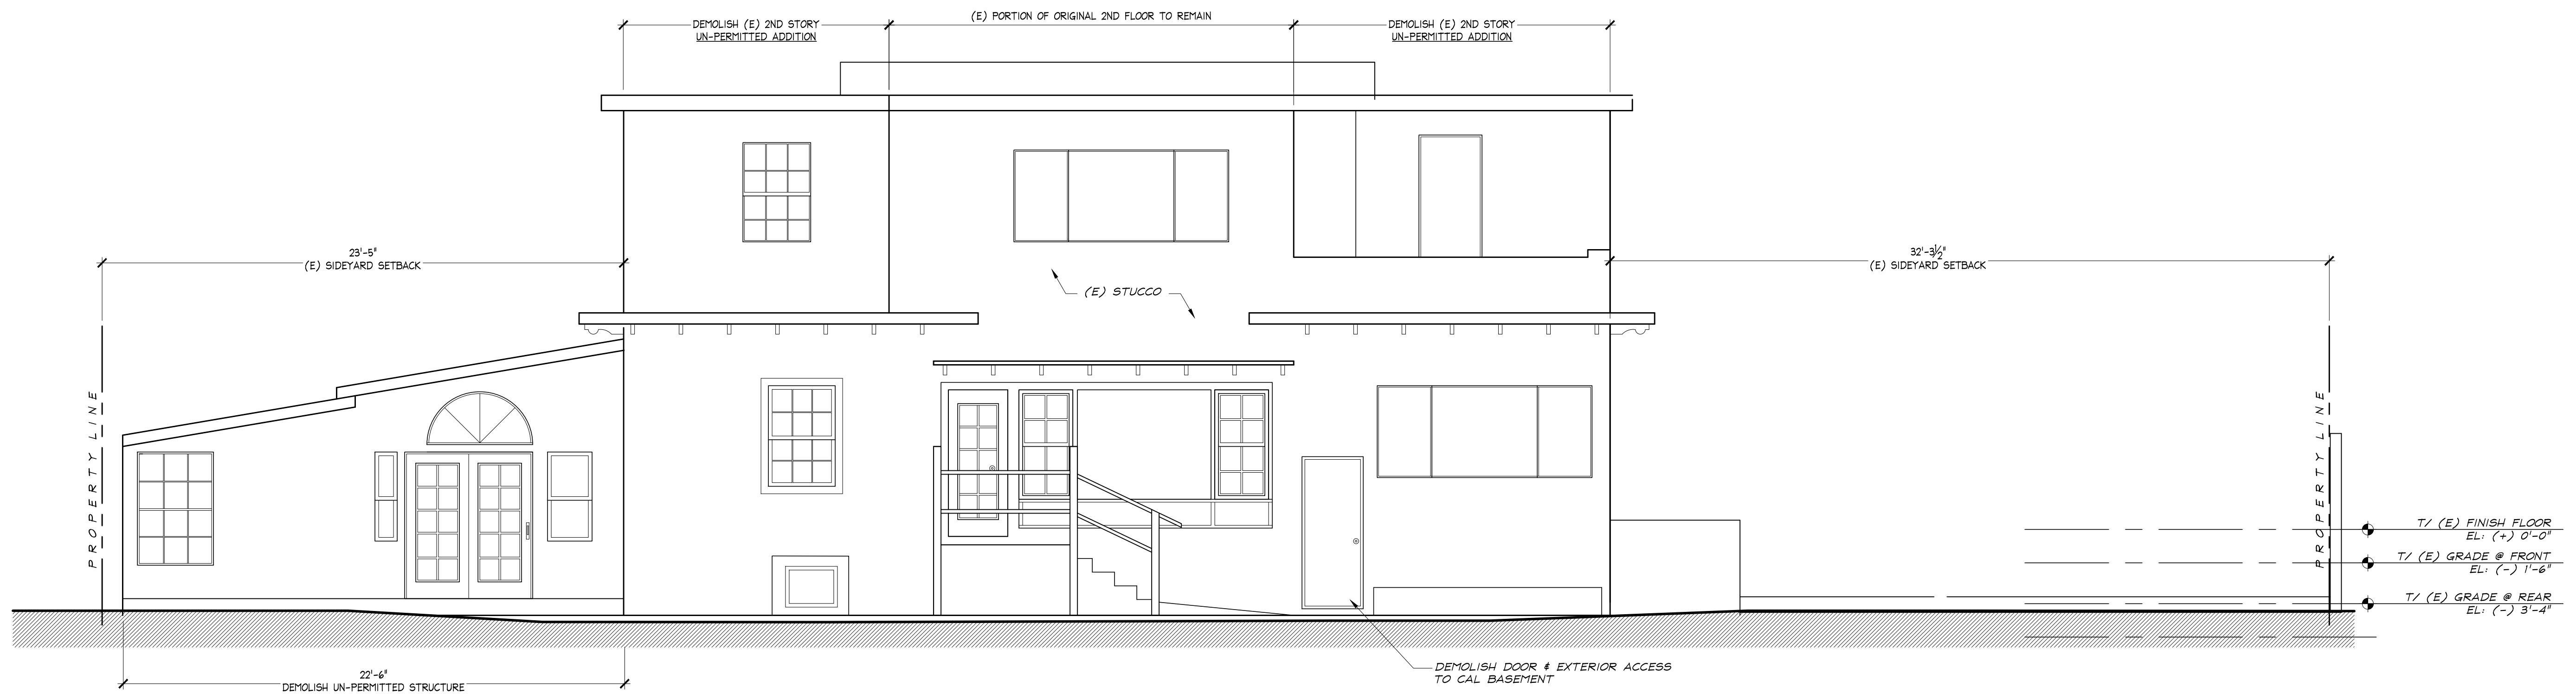 DEMOLISH (E) 2ND STORY
UN-PERMITTED ADDITION
(E) PORTION OF ORIGINAL 2ND FLOOR TO REMAIN
DEMOLISH (E) 2ND STORY
UN-PERMITTED ADDITION
23'-5"
(E) SIDEYARD SETBACK
32'-3½"
(E) SIDEYARD SETBACK
(E) STUCCO
PROPERTY LINE
PROPERTY LINE
T/ (E) FINISH FLOOR
EL: (+) 0'-0"
T/ (E) GRADE @ FRONT
EL: (-) 1'-6"
T/ (E) GRADE @ REAR
EL: (-) 3'-4"
22'-6"
DEMOLISH UN-PERMITTED STRUCTURE
DEMOLISH DOOR & EXTERIOR ACCESS
TO CAL BASEMENT